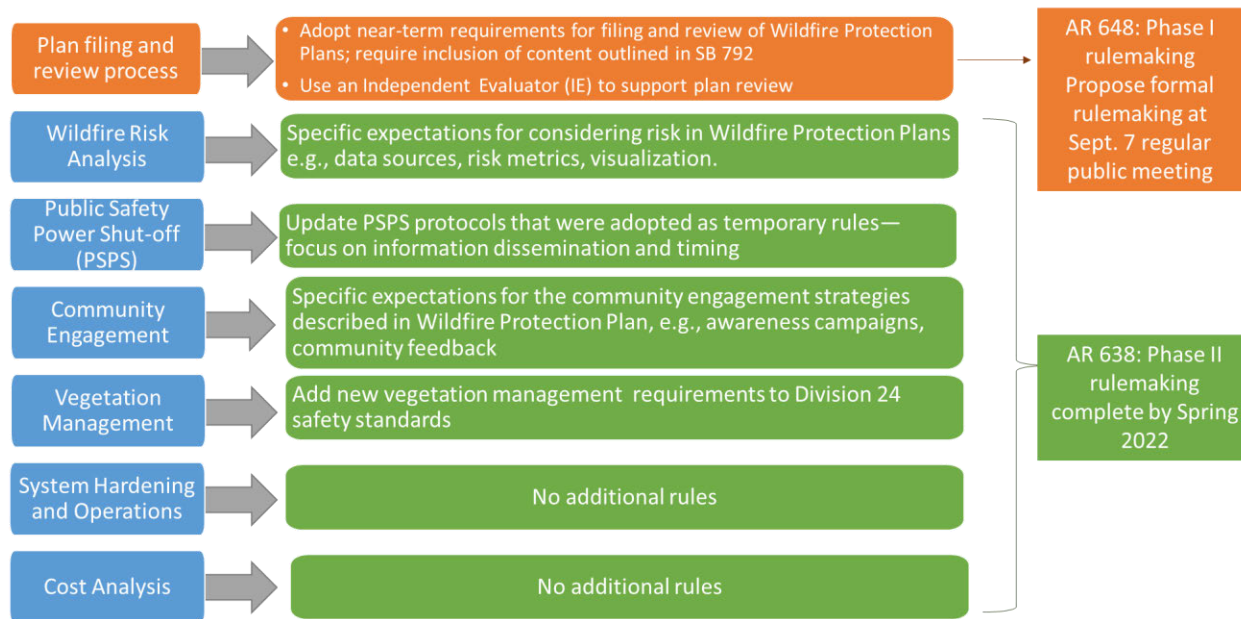 Plan filing and
review process
• Adopt near-term requirements for filing and review of Wildfire Protection
Plans; require inclusion of content outlined in SB 792
• Use an Independent Evaluator (IE) to support plan review
AR 648: Phase I
rulemaking
Propose formal
rulemaking at
Sept. 7 regular
public meeting
Wildfire Risk
Analysis
Specific expectations for considering risk in Wildfire Protection Plans
e.g., data sources, risk metrics, visualization.
Public Safety
Power Shut-off
(PSPS)
Update PSPS protocols that were adopted as temporary rules—
focus on information dissemination and timing
Community
Engagement
Specific expectations for the community engagement strategies
described in Wildfire Protection Plan, e.g., awareness campaigns,
community feedback
Vegetation
Management
Add new vegetation management requirements to Division 24
safety standards
AR 638: Phase II
rulemaking
complete by Spring
2022
System Hardening
and Operations
No additional rules
Cost Analysis
No additional rules